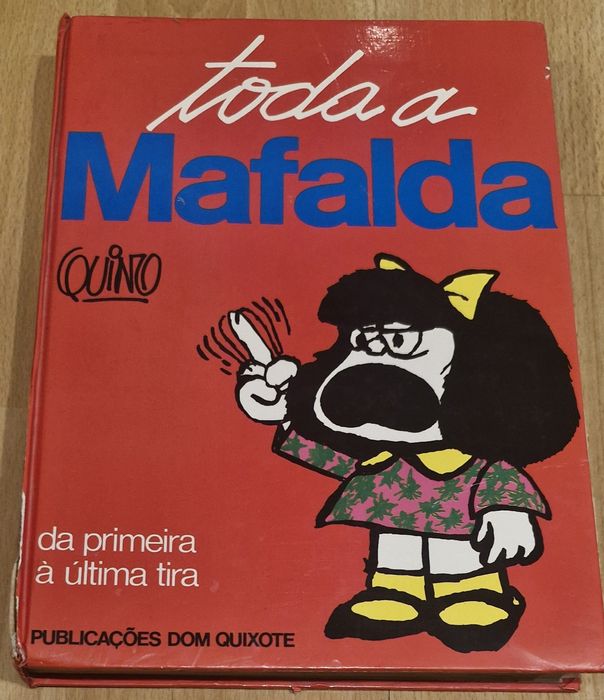 toda a
Mafalda
QUINO
da primeira
à última tira
PUBLICAÇÕES DOM QUIXOTE